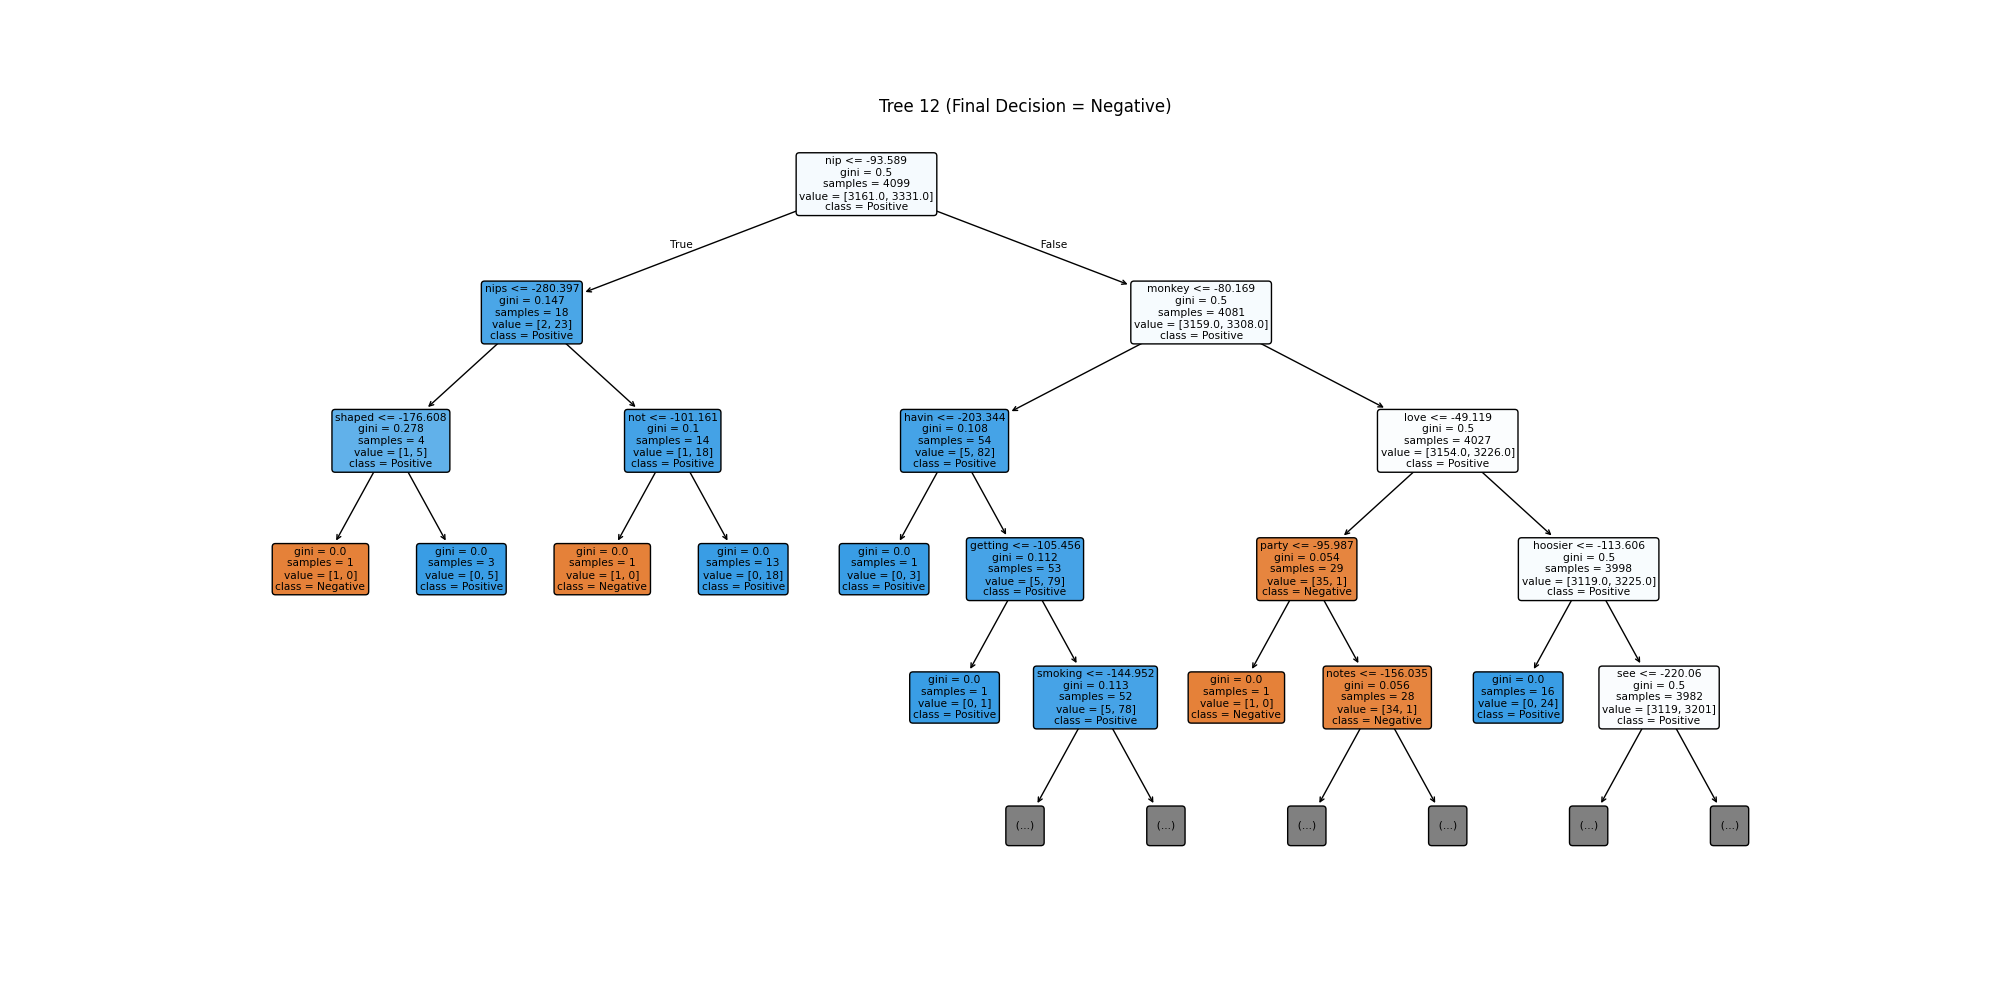 Tree 12 (Final Decision = Negative)
nip <= -93.589
gini = 0.5
samples = 4099
value = [3161.0, 3331.0]
class = Positive
True
False
nips <= -280.397
gini = 0.147
samples = 18
value = [2, 23]
class = Positive
monkey <= -80.169
gini = 0.5
samples = 4081
value = [3159.0, 3308.0]
class = Positive
shaped <= -176.608
gini = 0.278
samples = 4
value = [1, 5]
class = Positive
not <= -101.161
gini = 0.1
samples = 14
value = [1, 18]
class = Positive
havin <= -203.344
gini = 0.108
samples = 54
value = [5, 82]
class = Positive
love <= -49.119
gini = 0.5
samples = 4027
value = [3154.0, 3226.0]
class = Positive
gini = 0.0
samples = 1
value = [1, 0]
class = Negative
gini = 0.0
samples = 3
value = [0, 5]
class = Positive
gini = 0.0
samples = 1
value = [1, 0]
class = Negative
gini = 0.0
samples = 13
value = [0, 18]
class = Positive
gini = 0.0
samples = 1
value = [0, 3]
class = Positive
getting <= -105.456
gini = 0.112
samples = 53
value = [5, 79]
class = Positive
party <= -95.987
gini = 0.054
samples = 29
value = [35, 1]
class = Negative
hoosier <= -113.606
gini = 0.5
samples = 3998
value = [3119.0, 3225.0]
class = Positive
gini = 0.0
samples = 1
value = [0, 1]
class = Positive
smoking <= -144.952
gini = 0.113
samples = 52
value = [5, 78]
class = Positive
gini = 0.0
samples = 1
value = [1, 0]
class = Negative
notes <= -156.035
gini = 0.056
samples = 28
value = [34, 1]
class = Negative
gini = 0.0
samples = 16
value = [0, 24]
class = Positive
see <= -220.06
gini = 0.5
samples = 3982
value = [3119, 3201]
class = Positive
(...)
(...)
(...)
(...)
(...)
(...)